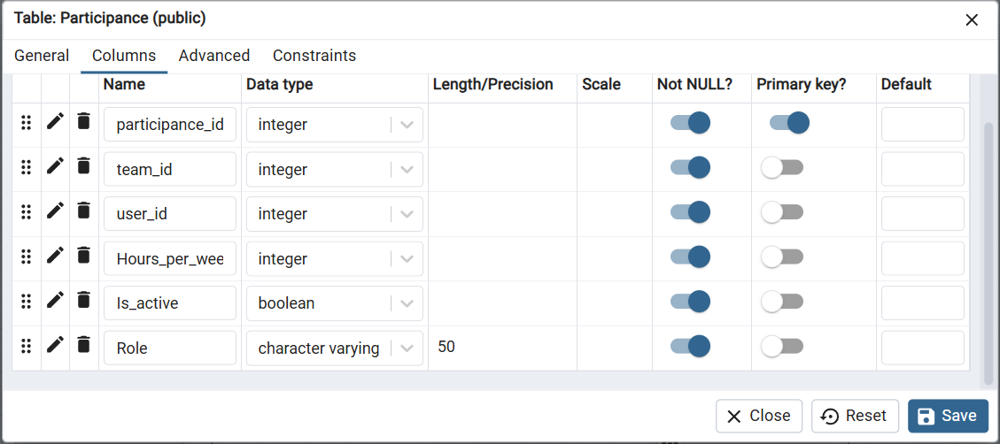 Table: Participance (public)
General Columns Advanced Constraints
Name Data type Length/Precision Scale Not NULL? Primary key? Default
participance_id integer
team_id integer
user_id integer
Hours_per_wee integer
Is_active boolean
Role character varying 50
Close Reset Save